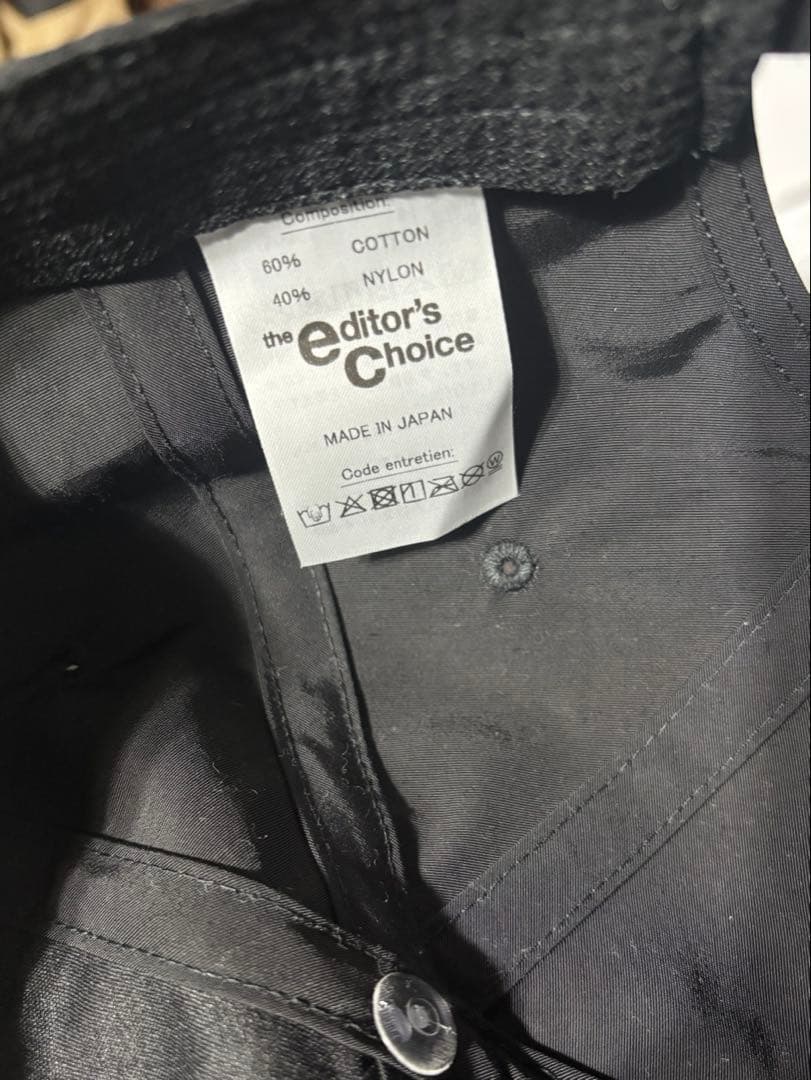 Composition:
60% COTTON
40% NYLON
the editor's
Choice
MADE IN JAPAN
Code entretien:
W